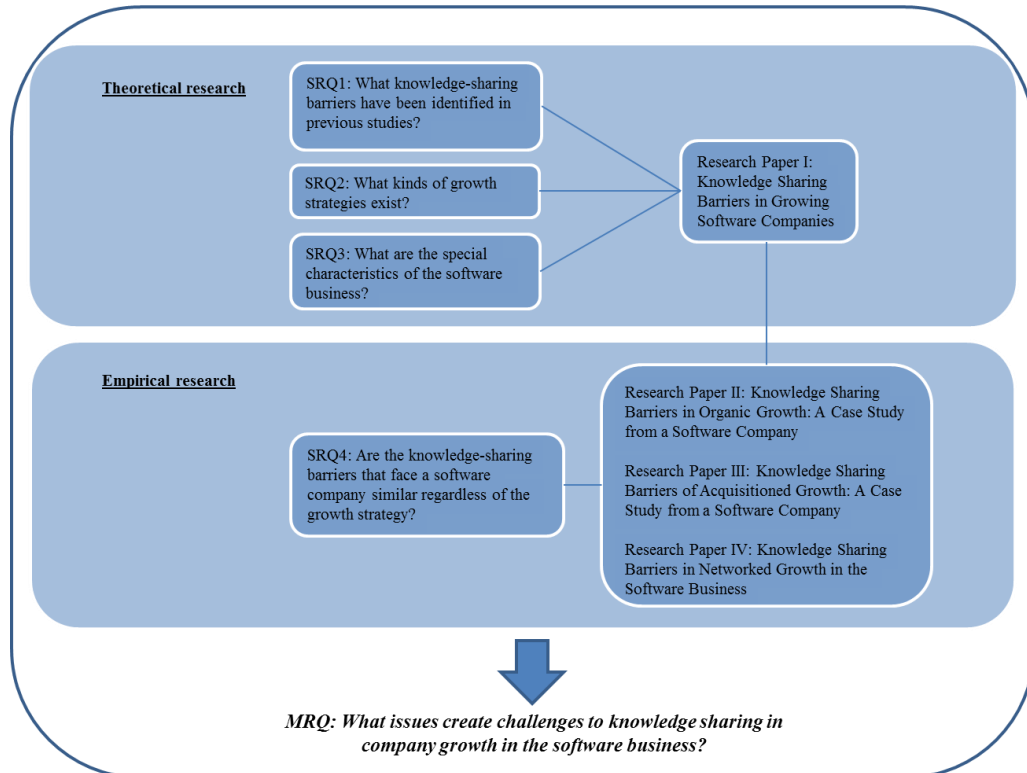 Theoretical research
SRQ1: What knowledge-sharing
barriers have been identified in
previous studies?
SRQ2: What kinds of growth
strategies exist?
SRQ3: What are the special
characteristics of the software
business?
Research Paper I:
Knowledge Sharing
Barriers in Growing
Software Companies
Empirical research
SRQ4: Are the knowledge-sharing
barriers that face a software
company similar regardless of the
growth strategy?
Research Paper II: Knowledge Sharing
Barriers in Organic Growth: A Case Study
from a Software Company
Research Paper III: Knowledge Sharing
Barriers of Acquisitioned Growth: A Case
Study from a Software Company
Research Paper IV: Knowledge Sharing
Barriers in Networked Growth in the
Software Business
MRQ: What issues create challenges to knowledge sharing in
company growth in the software business?